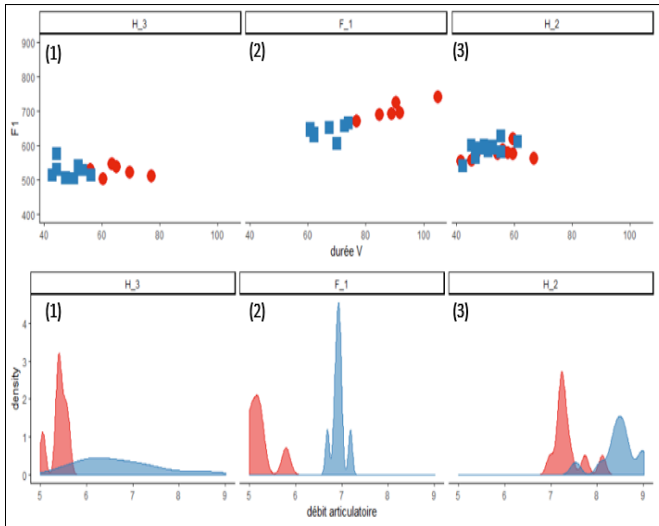 H_3 F_1 H_2
(1) (2) (3)
900
800
700
600
500
400
F1
40 60 80 100 40 60 80 100 40 60 80 100
durée V
H_3 F_1 H_2
(1) (2) (3)
4
3
2
1
0
density
5 6 7 8 9 5 6 7 8 9 5 6 7 8 9
débit articulatoire